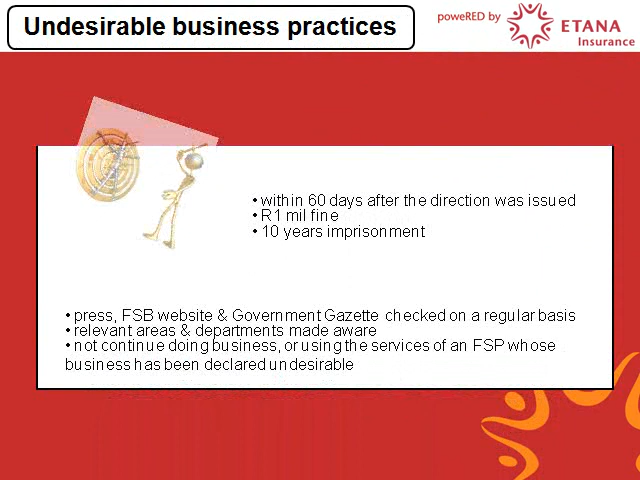 Undesirable business practices
poweRED by
ETANA
Insurance
• within 60 days after the direction was issued
• R1 mil fine
• 10 years imprisonment
• press, FSB website & Government Gazette checked on a regular basis
• relevant areas & departments made aware
• not continue doing business, or using the services of an FSP whose
business has been declared undesirable